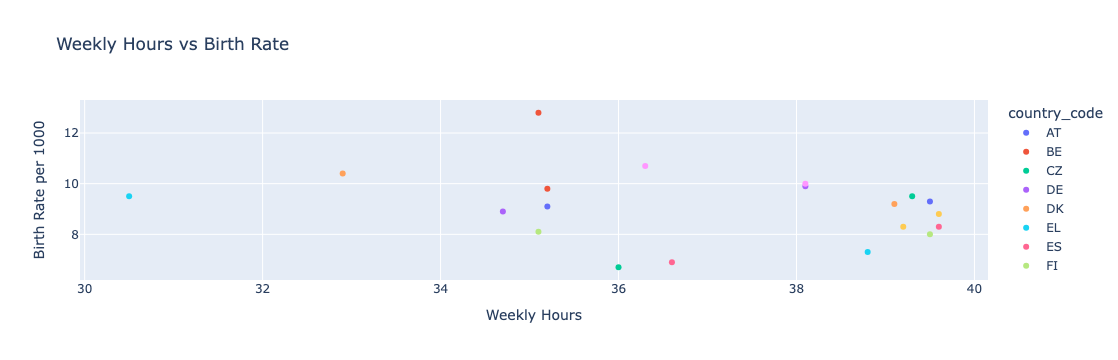 Weekly Hours vs Birth Rate
country_code
AT
BE
CZ
DE
DK
EL
ES
FI
Birth Rate per 1000
12
10
8
30 32 34 36 38 40
Weekly Hours